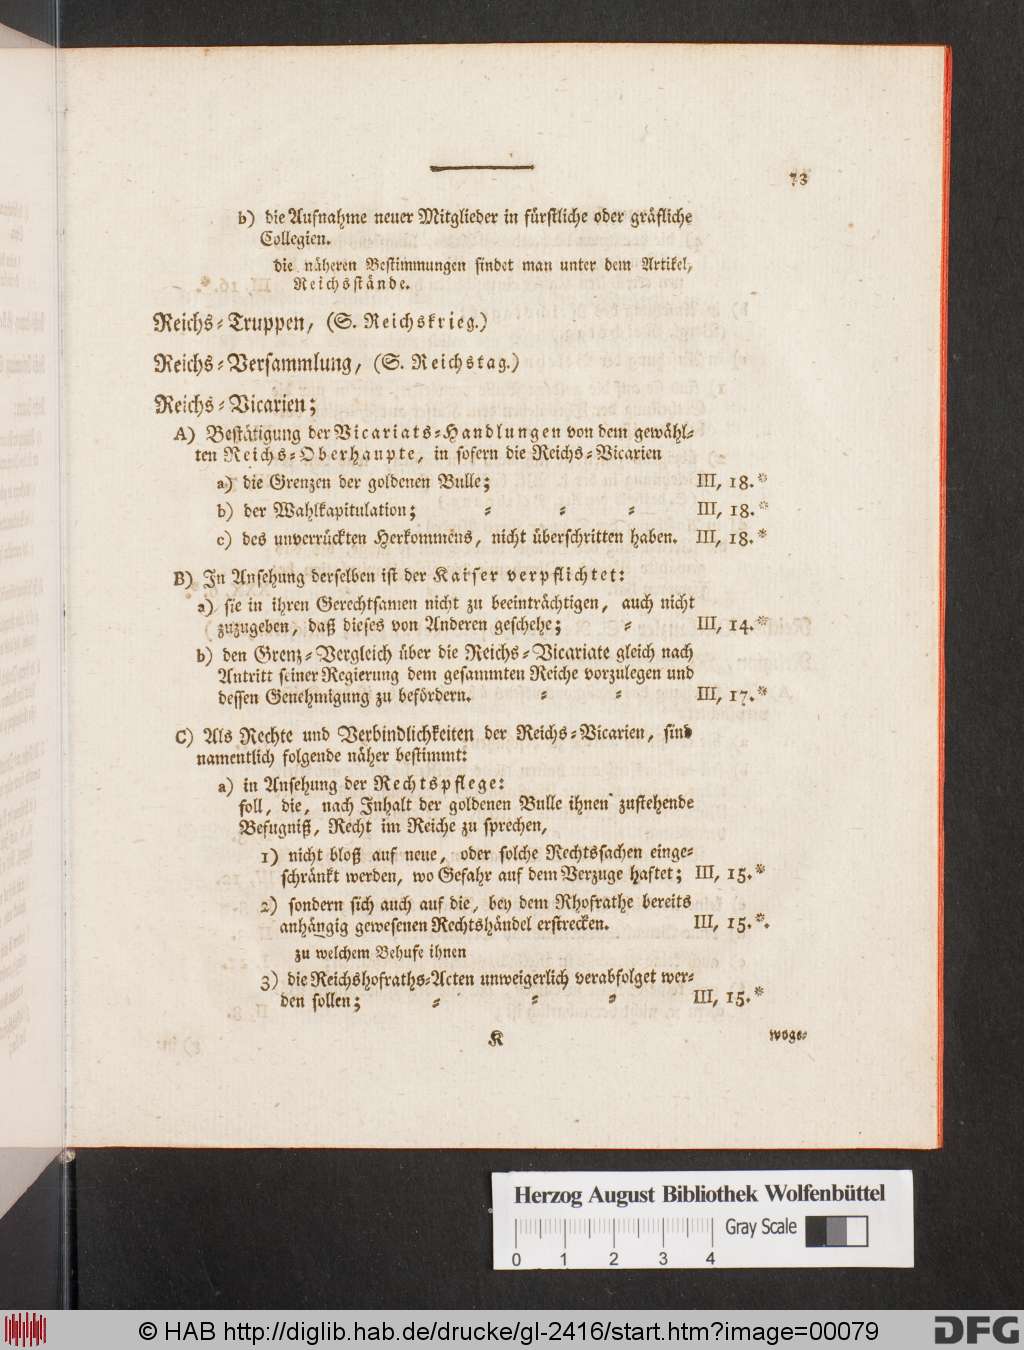 73
b) die Aufnahme neuer Mitglieder in fürstliche oder gräfliche
Collegien.
die näheren Bestimmungen findet man unter dem Artikel,
Reichsstände.
Reichs-Truppen, (S. Reichskrieg.)
Reichs-Versammlung, (S. Reichstag.)
Reichs-Vicarien;
A) Bestätigung der Vicariats-Handlungen von dem gewähl-
ten Reichs-Oberhaupte, in sofern die Reichs-Vicarien
a) die Grenzen der goldenen Bulle; III, 18.*
b) der Wahlkapitulation; - - - III, 18.*
c) des unverrückten Herkommens, nicht überschritten haben. III, 18.*
B) In Ansehung derselben ist der Kaiser verpflichtet:
a) sie in ihren Gerechtsamen nicht zu beeinträchtigen, auch nicht
zuzugeben, daß dieses von Anderen geschehe; - III, 14.*
b) den Grenz-Vergleich über die Reichs-Vicariate gleich nach
Antritt seiner Regierung dem gesammten Reiche vorzulegen und
dessen Genehmigung zu befördern. - - III, 17.*
C) Als Rechte und Verbindlichkeiten der Reichs-Vicarien, sind
namentlich folgende näher bestimmt:
a) in Ansehung der Rechtspflege:
soll, die, nach Inhalt der goldenen Bulle ihnen zustehende
Befugniß, Recht im Reiche zu sprechen,
1) nicht bloß auf neue, oder solche Rechtssachen einge-
schränkt werden, wo Gefahr auf dem Verzuge haftet; III, 15.*
2) sondern sich auch auf die, bey dem Rhofrathe bereits
anhängig gewesenen Rechtshändel erstrecken. III, 15.*.
zu welchem Behufe ihnen
3) die Reichshofraths-Acten unweigerlich verabfolget wer-
den sollen; - - - III, 15.*
K woge-
Herzog August Bibliothek Wolfenbüttel
Gray Scale
0 1 2 3 4
© HAB http://diglib.hab.de/drucke/gl-2416/start.htm?image=00079
DFG